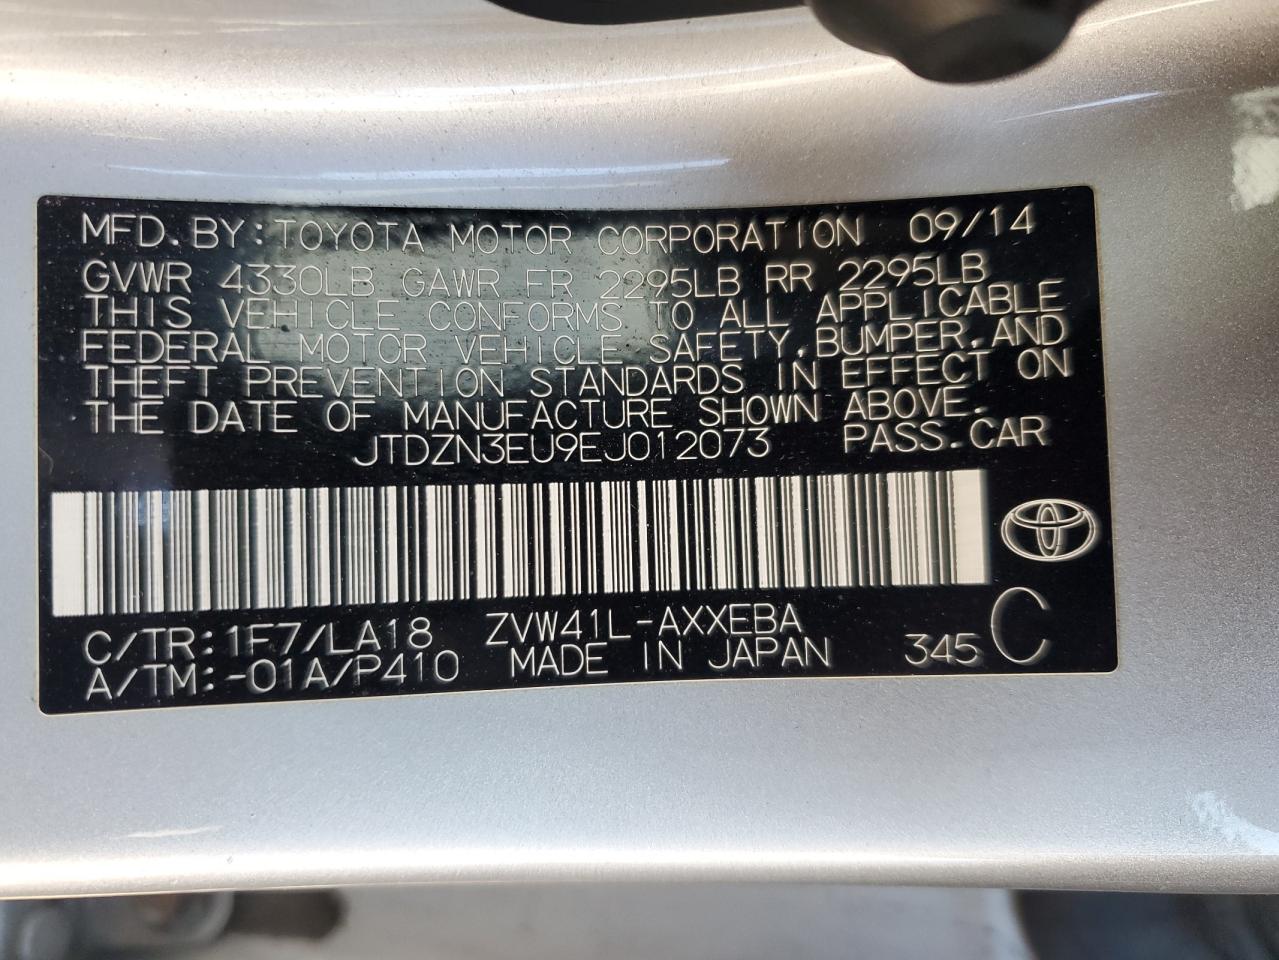 MFD. BY: TOYOTA MOTOR CORPORATION 09/14
GVWR 4330LB GAWR FR 2295LB RR 2295LB
THIS VEHICLE CONFORMS TO ALL APPLICABLE
FEDERAL MOTOR VEHICLE SAFETY, BUMPER, AND
THEFT PREVENTION STANDARDS IN EFFECT ON
THE DATE OF MANUFACTURE SHOWN ABOVE.
JTDZN3EU9EJ012073 PASS. CAR
C/TR: 1F7/LA18 ZVW41L-AXXEBA
A/TM: -01A/P410 MADE IN JAPAN 345 C